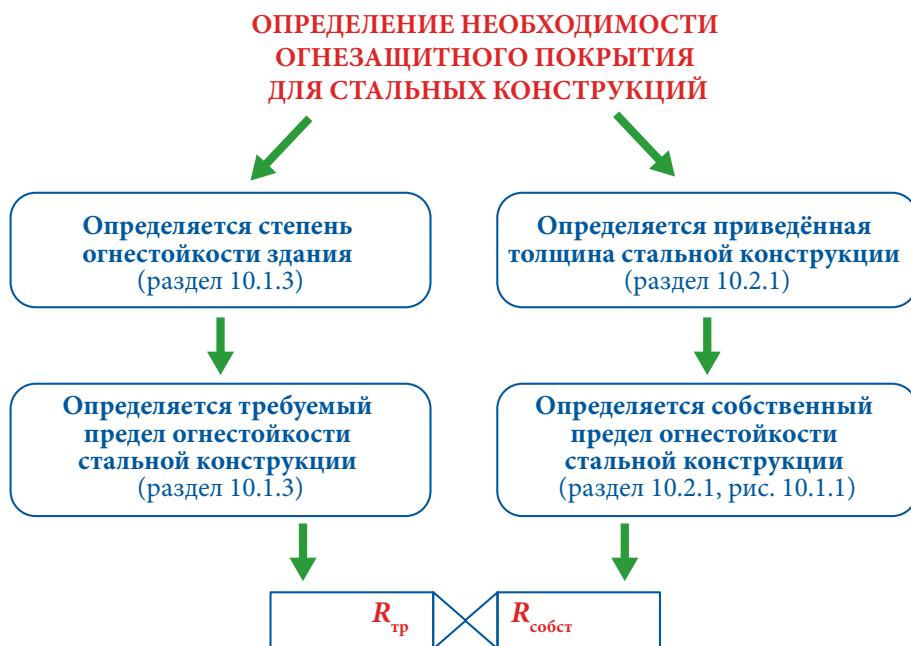 ОПРЕДЕЛЕНИЕ НЕОБХОДИМОСТИ
ОГНЕЗАЩИТНОГО ПОКРЫТИЯ
ДЛЯ СТАЛЬНЫХ КОНСТРУКЦИЙ
Определяется степень
огнестойкости здания
(раздел 10.1.3)
Определяется приведённая
толщина стальной конструкции
(раздел 10.2.1)
Определяется требуемый
предел огнестойкости
стальной конструкции
(раздел 10.1.3)
Определяется собственный
предел огнестойкости
стальной конструкции
(раздел 10.2.1, рис. 10.1.1)
Rтр
Rсобст